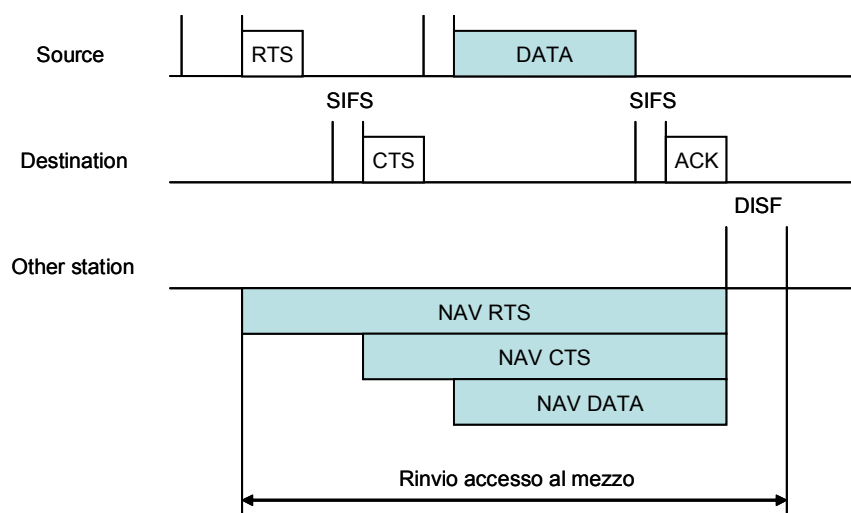 Source
RTS
DATA
SIFS
SIFS
Destination
CTS
ACK
DISF
Other station
NAV RTS
NAV CTS
NAV DATA
Rinvio accesso al mezzo